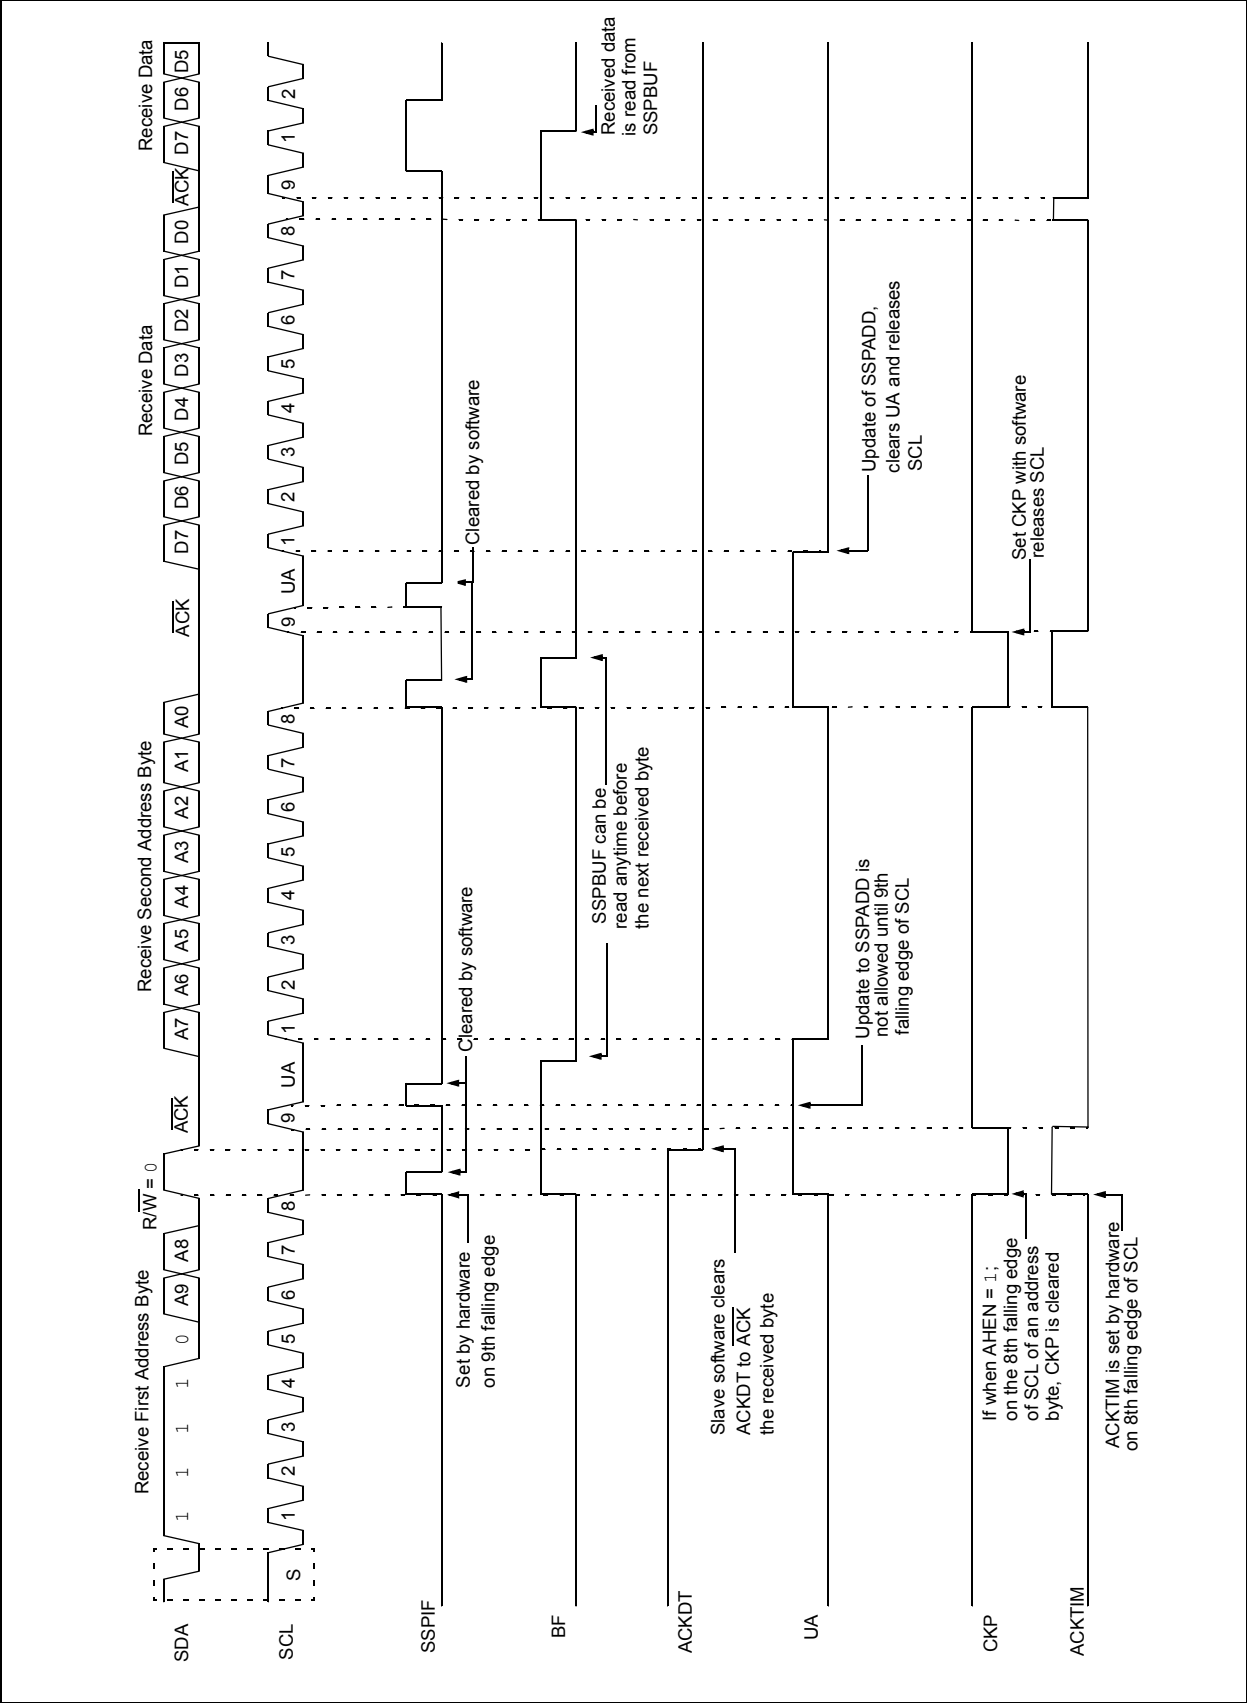 Receive First Address Byte
R/W = 0
Receive Second Address Byte
Receive Data
Receive Data
SDA
1 1 1 1 0 A9 A8
ACK
A7 A6 A5 A4 A3 A2 A1 A0
ACK
D7 D6 D5 D4 D3 D2 D1 D0
ACK
D7 D6 D5
SCL
S
1 2 3 4 5 6 7 8 9 UA
1 2 3 4 5 6 7 8 9 UA
1 2 3 4 5 6 7 8 9
1 2
SSPIF
Set by hardware
on 9th falling edge
Cleared by software
Cleared by software
BF
SSPBUF can be
read anytime before
the next received byte
Received data
is read from
SSPBUF
ACKDT
Slave software clears
ACKDT to ACK
the received byte
UA
Update to SSPADD is
not allowed until 9th
falling edge of SCL
Update of SSPADD,
clears UA and releases
SCL
CKP
If when AHEN = 1;
on the 8th falling edge
of SCL of an address
byte, CKP is cleared
Set CKP with software
releases SCL
ACKTIM
ACKTIM is set by hardware
on 8th falling edge of SCL